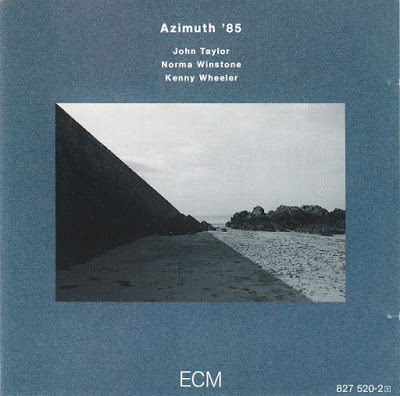 Azimuth '85
John Taylor
Norma Winstone
Kenny Wheeler
ECM
827 520-2